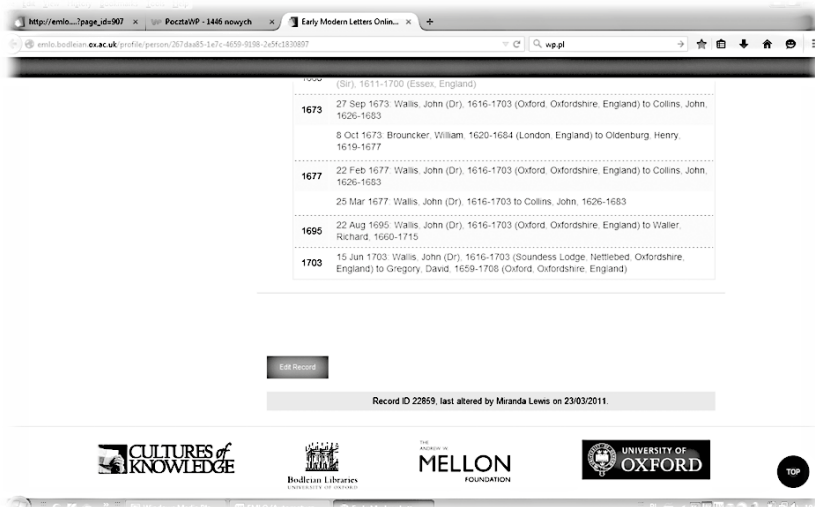 http://emlo....?page_id=907 × PocztaWP - 1446 nowych × Early Modern Letters Onlin... × +
emlo.bodleian.ox.ac.uk/profile/person/267daa85-1e7c-4659-9198-2e5fc1830897 wp.pl
(Sir), 1611-1700 (Essex, England)
1673 27 Sep 1673: Wallis, John (Dr), 1616-1703 (Oxford, Oxfordshire, England) to Collins, John,
1626-1683
8 Oct 1673: Brouncker, William, 1620-1684 (London, England) to Oldenburg, Henry,
1619-1677
1677 22 Feb 1677: Wallis, John (Dr), 1616-1703 (Oxford, Oxfordshire, England) to Collins, John,
1626-1683
25 Mar 1677: Wallis, John (Dr), 1616-1703 to Collins, John, 1626-1683
1695 22 Aug 1695: Wallis, John (Dr), 1616-1703 (Oxford, Oxfordshire, England) to Waller,
Richard, 1660-1715
1703 15 Jun 1703: Wallis, John (Dr), 1616-1703 (Soundess Lodge, Nettlebed, Oxfordshire,
England) to Gregory, David, 1659-1708 (Oxford, Oxfordshire, England)
Edit Record
Record ID 22859, last altered by Miranda Lewis on 23/03/2011.
CULTURES of
KNOWLEDGE
Bodleian Libraries
UNIVERSITY OF OXFORD
THE
ANDREW W.
MELLON
FOUNDATION
UNIVERSITY OF
OXFORD
TOP